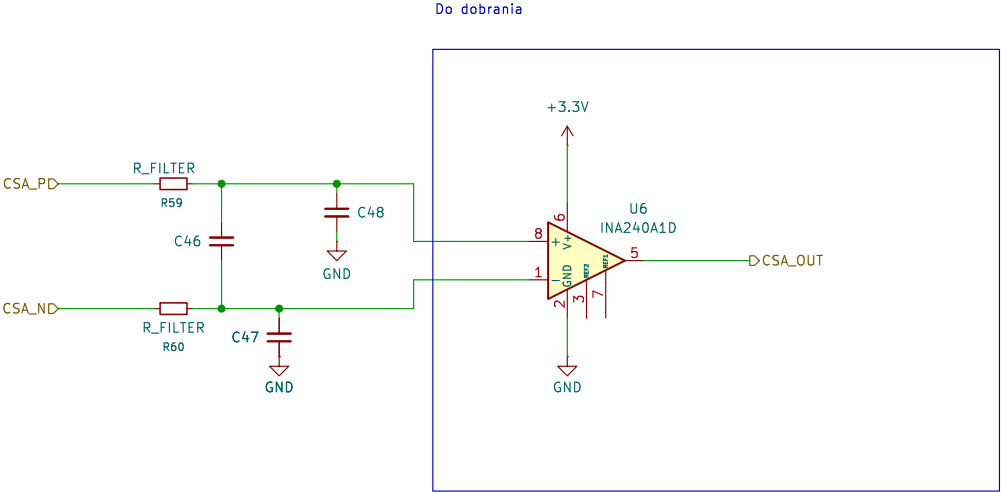 Do dobrania
+3.3V
R_FILTER
CSA_P
R59
C48
U6
INA240A1D
6
8
+
V+
C46
GND
REF1
5
CSA_OUT
1
-
GND
REF2
2
3
7
CSA_N
R_FILTER
R60
C47
GND
GND